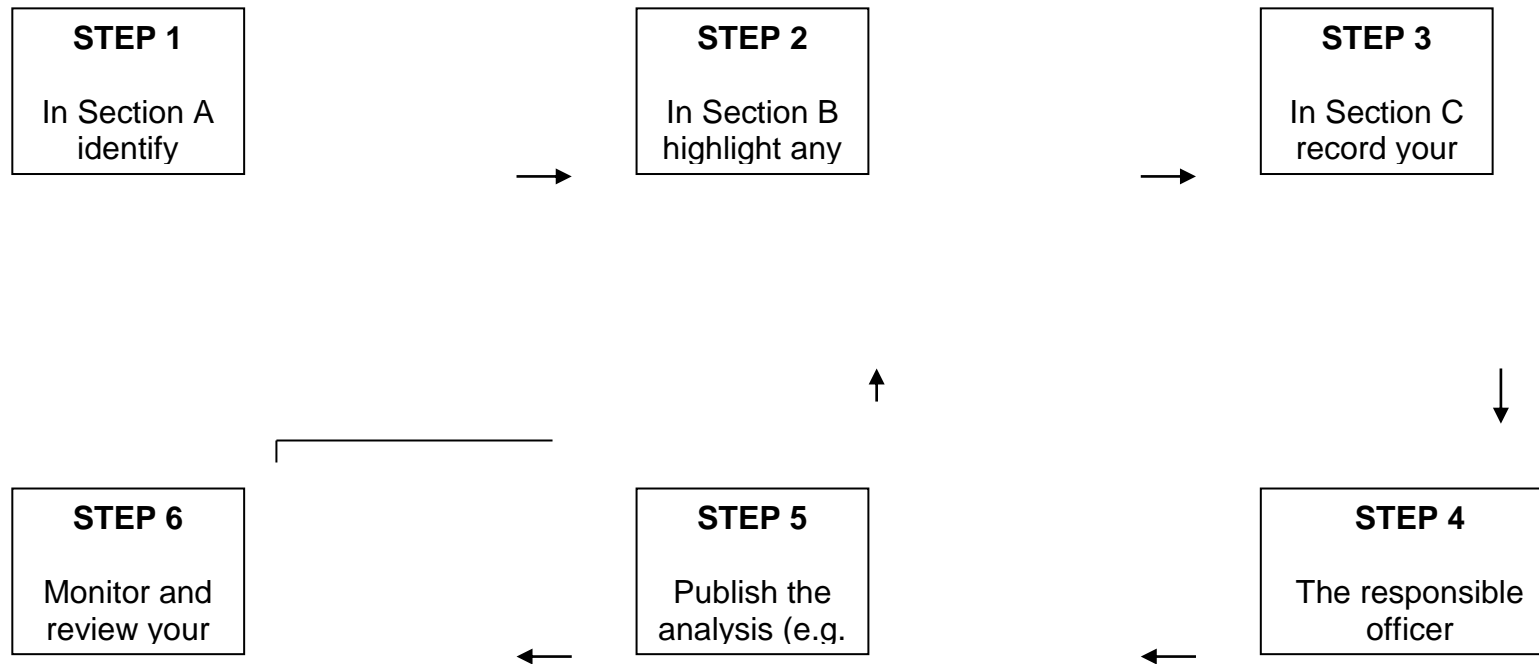 STEP 1
In Section A
identify
STEP 2
In Section B
highlight any
STEP 3
In Section C
record your
STEP 4
The responsible
officer
STEP 5
Publish the
analysis (e.g.
STEP 6
Monitor and
review your